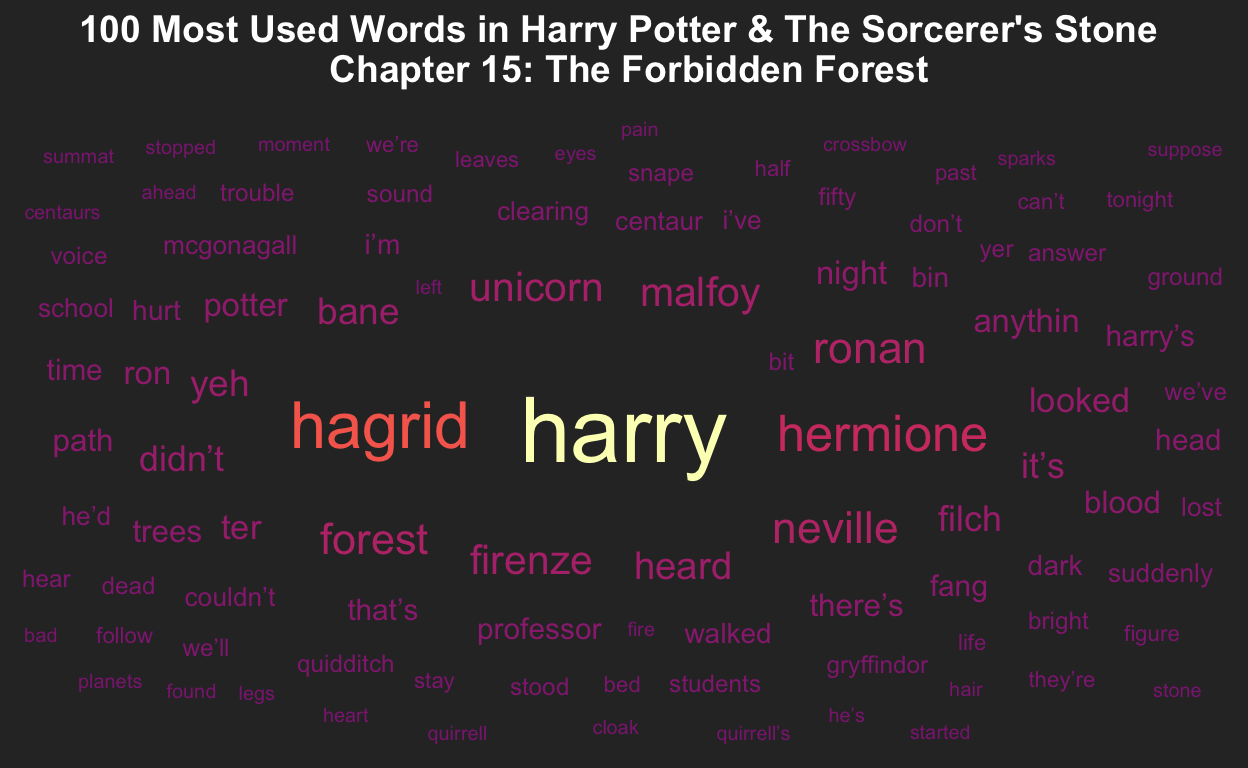 100 Most Used Words in Harry Potter & The Sorcerer's Stone
Chapter 15: The Forbidden Forest
pain
summat stopped moment we’re leaves eyes snape half crossbow past sparks suppose
centaurs ahead trouble sound clearing centaur i’ve fifty don’t can’t tonight
voice mcgonagall i’m left unicorn malfoy night bin yer answer ground
school hurt potter bane bit ronan anythin harry’s
time ron yeh hagrid harry hermione looked we’ve
path didn’t it’s head
he’d trees ter forest firenze heard neville filch blood lost
hear dead couldn’t that’s there’s fang dark suddenly
bad follow we’ll professor fire walked life bright figure
planets found legs quidditch stay stood bed students gryffindor hair they’re stone
heart quirrell cloak quirrell’s he’s started